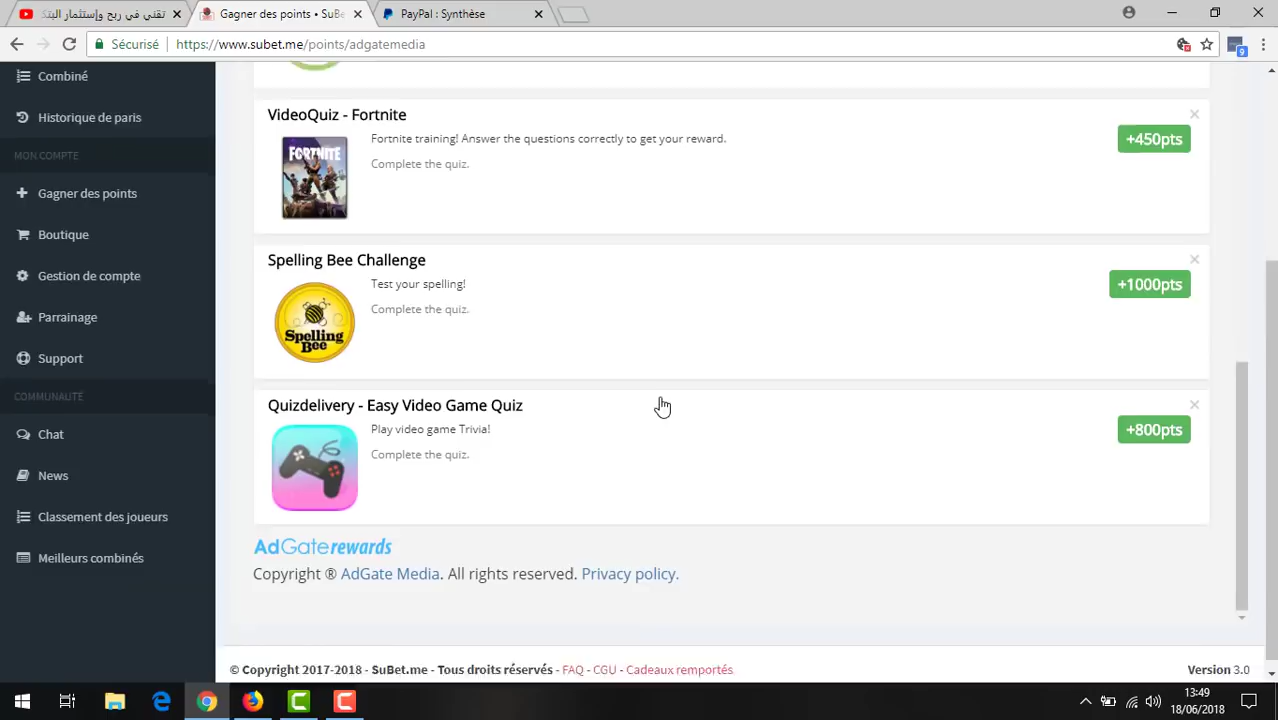 تقني في ربح وإستثمار البتا
Gagner des points • SuBe
PayPal : Synthèse
Sécurisé
https://www.subet.me/points/adgatemedia
9
Combiné
Historique de paris
MON COMPTE
Gagner des points
Boutique
Gestion de compte
Parrainage
Support
COMMUNAUTÉ
Chat
News
Classement des joueurs
Meilleurs combinés
VideoQuiz - Fortnite
FORTNITE
Fortnite training! Answer the questions correctly to get your reward.
Complete the quiz.
+450pts
Spelling Bee Challenge
Spelling Bee
Test your spelling!
Complete the quiz.
+1000pts
Quizdelivery - Easy Video Game Quiz
Play video game Trivia!
Complete the quiz.
+800pts
AdGate rewards
Copyright ® AdGate Media. All rights reserved. Privacy policy.
© Copyright 2017-2018 - SuBet.me - Tous droits réservés - FAQ - CGU - Cadeaux remportés
Version 3.0
13:49
18/06/2018